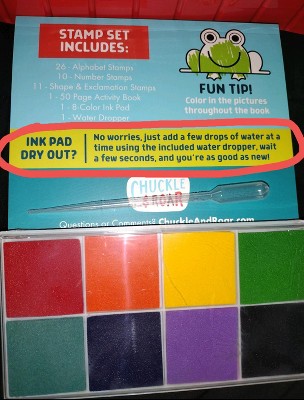 STAMP SET
INCLUDES:
26 - Alphabet Stamps
10 - Number Stamps
11 - Shape & Exclamation Stamps
1 - 50 Page Activity Book
1 - 8 Color Ink Pad
1 - Water Dropper
FUN TIP!
Color in the pictures
throughout the book
INK PAD
DRY OUT?
No worries, just add a few drops of water at a
time using the included water dropper, wait
a few seconds, and you're as good as new!
CHUCKLE
& ROAR
Questions or Comments? ChuckleAndRoar.com